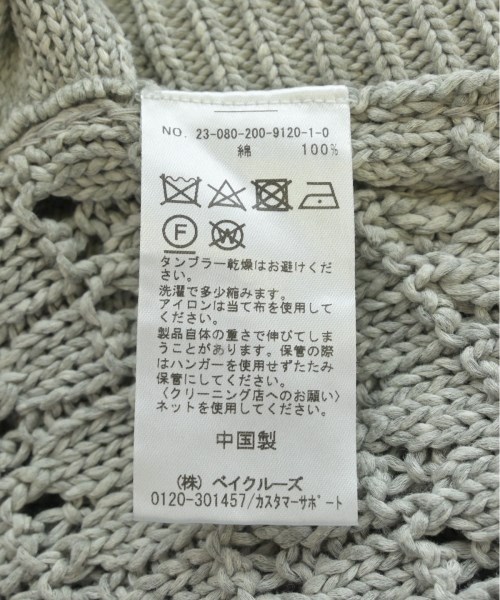 NO. 23-080-200-9120-1-0
綿 100%
F
W
タンブラー乾燥はお避けくだ
さい。
洗濯で多少縮みます。
アイロンは当て布を使用して
ください。
製品自体の重さで伸びてしま
うことがあります。保管の際
はハンガーを使用せずたたみ
保管にしてください。
〈クリーニング店へのお願い〉
ネットを使用してください。
中国製
(株) ベイクルーズ
0120-301457/カスタマーサポート